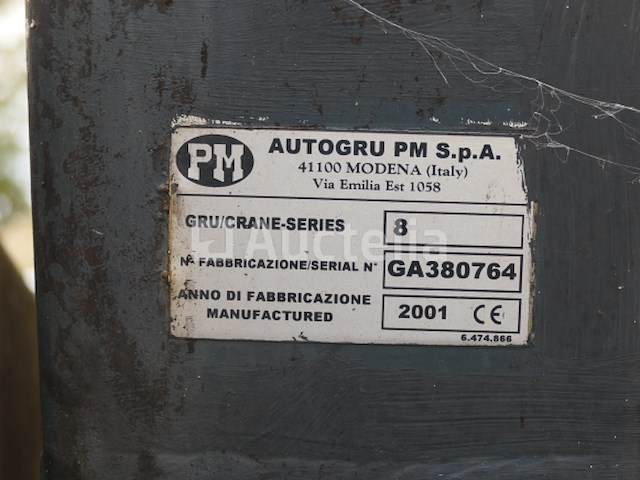 PM
AUTOGRU PM S.p.A.
41100 MODENA (Italy)
Via Emilia Est 1058
GRU/CRANE-SERIES 8
Auctelia
N° FABBRICAZIONE/SERIAL N° GA380764
ANNO DI FABBRICAZIONE
MANUFACTURED 2001 CE
6.474.866